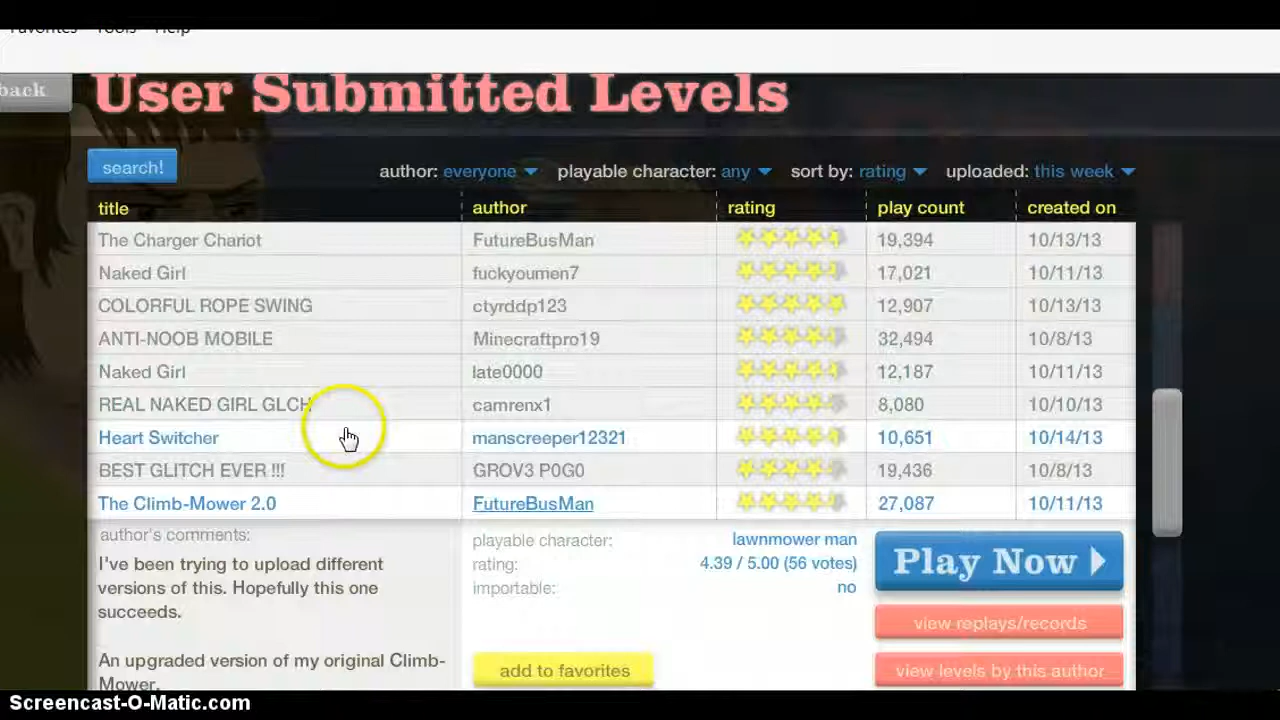 Favorites Tools Help
back
User Submitted Levels
search!
author: everyone playable character: any sort by: rating uploaded: this week
title author rating play count created on
The Charger Chariot FutureBusMan 19,394 10/13/13
Naked Girl fuckyoumen7 17,021 10/11/13
COLORFUL ROPE SWING ctyrddp123 12,907 10/13/13
ANTI-NOOB MOBILE Minecraftpro19 32,494 10/8/13
Naked Girl late0000 12,187 10/11/13
REAL NAKED GIRL GLCH camrenx1 8,080 10/10/13
Heart Switcher manscreeper12321 10,651 10/14/13
BEST GLITCH EVER !!! GROV3 P0G0 19,436 10/8/13
The Climb-Mower 2.0 FutureBusMan 27,087 10/11/13
author's comments:
I've been trying to upload different
versions of this. Hopefully this one
succeeds.
An upgraded version of my original Climb-
Mower.
playable character: lawnmower man
rating: 4.39 / 5.00 (56 votes)
importable: no
add to favorites
Play Now
view replays/records
view levels by this author
Screencast-O-Matic.com